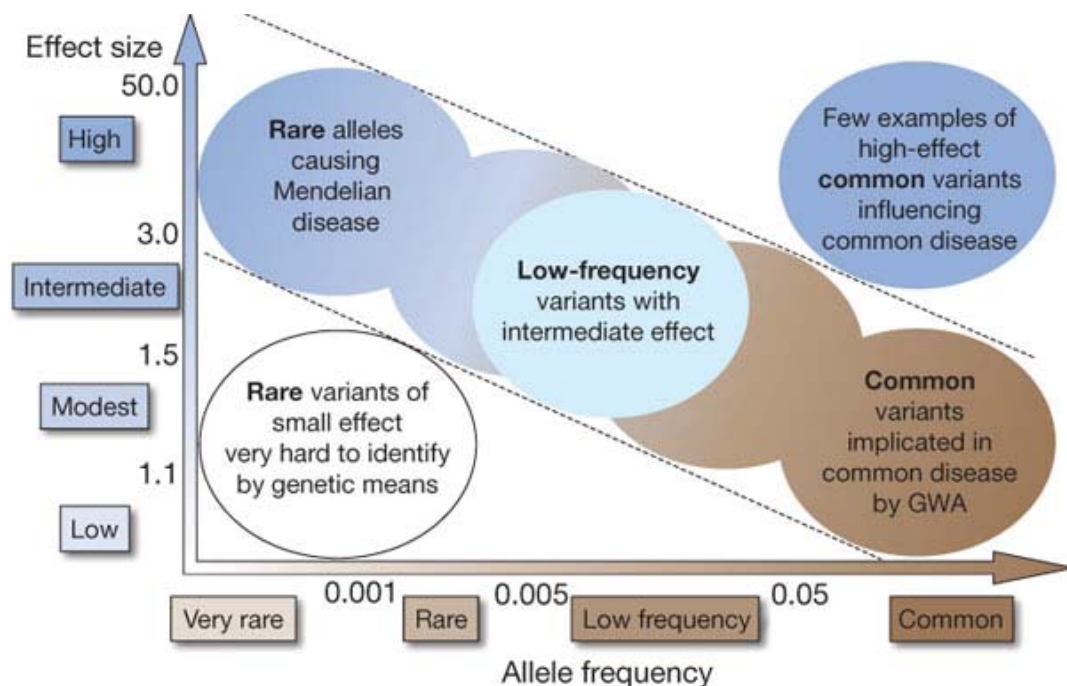 Effect size
50.0
High
3.0
Intermediate
1.5
Modest
1.1
Low
Rare alleles
causing
Mendelian
disease
Few examples of
high-effect
common variants
influencing
common disease
Low-frequency
variants with
intermediate effect
Rare variants of
small effect
very hard to identify
by genetic means
Common
variants
implicated in
common disease
by GWA
0.001
0.005
0.05
Very rare
Rare
Low frequency
Common
Allele frequency